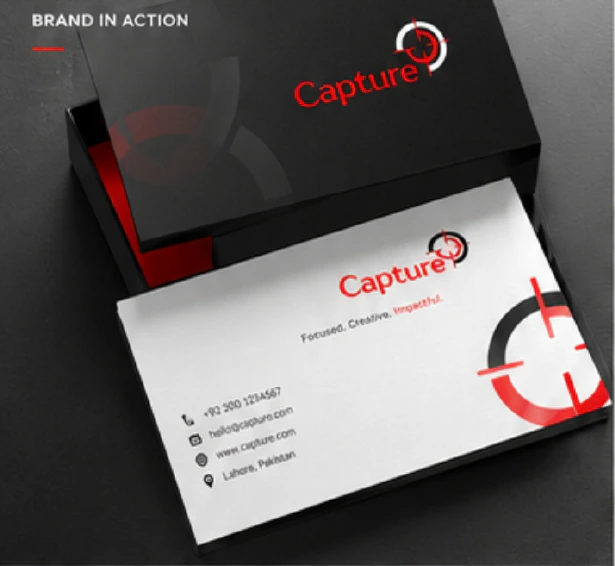 BRAND IN ACTION
Capture
Capture
Focused. Creative. Impactful.
+92 300 1234567
hello@capture.com
www.capture.com
Lahore, Pakistan